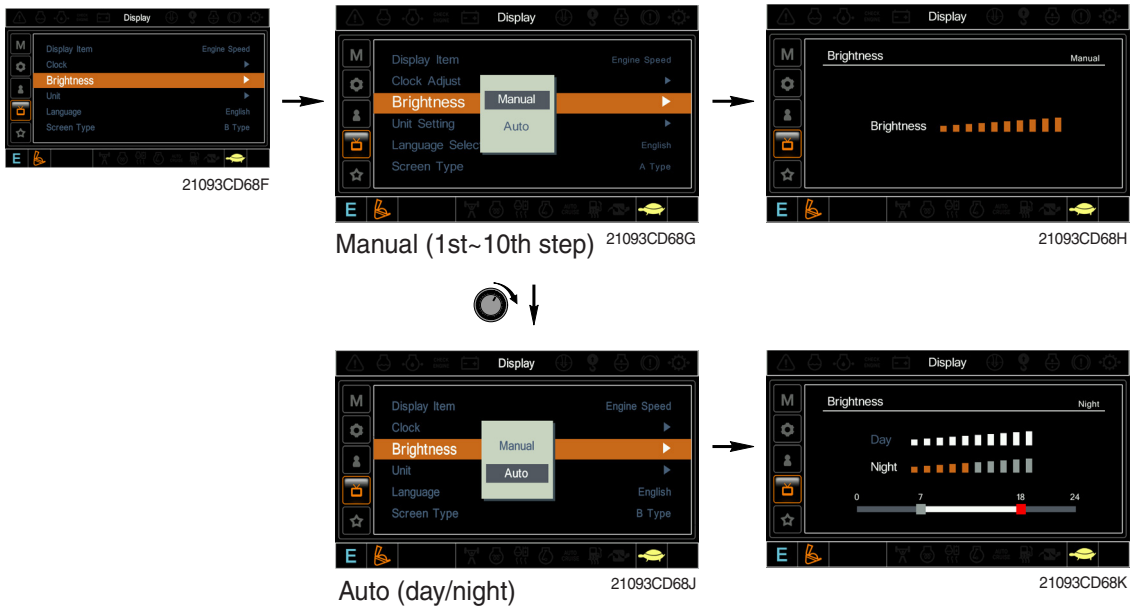 Display
M
Display Item Engine Speed
Clock
Brightness
Unit
Language English
Screen Type B Type
E
21093CD68F
Display
M
Display Item Engine Speed
Clock Adjust
Brightness
Unit Setting
Language Selec English
Screen Type A Type
Manual
Auto
E
Manual (1st~10th step) 21093CD68G
Display
M
Brightness Manual
Brightness
E
21093CD68H
Display
M
Display Item Engine Speed
Clock
Brightness
Unit
Language English
Screen Type B Type
Manual
Auto
E
Auto (day/night) 21093CD68J
Display
M
Brightness Night
Day
Night
0 7 18 24
E
21093CD68K